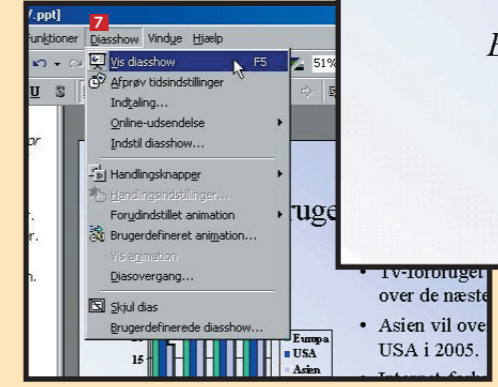 /.ppt]
7
Funktioner Diasshow Vindue Hjælp
Vis diasshow F5
51%
Afprøv tidsindstillinger
U S
Indtaling...
Online-udsendelse
Indstil diasshow...
Handlingsknapper
Handlingsindstillinger...
Forudindstillet animation
Brugerdefineret animation...
Vis animation
Diasovergang...
Skjul dias
Brugerdefinerede diasshow...
ruge
TV-forbruget
over de næste
• Asien vil ove
USA i 2005.
15
Europa
USA
Asien